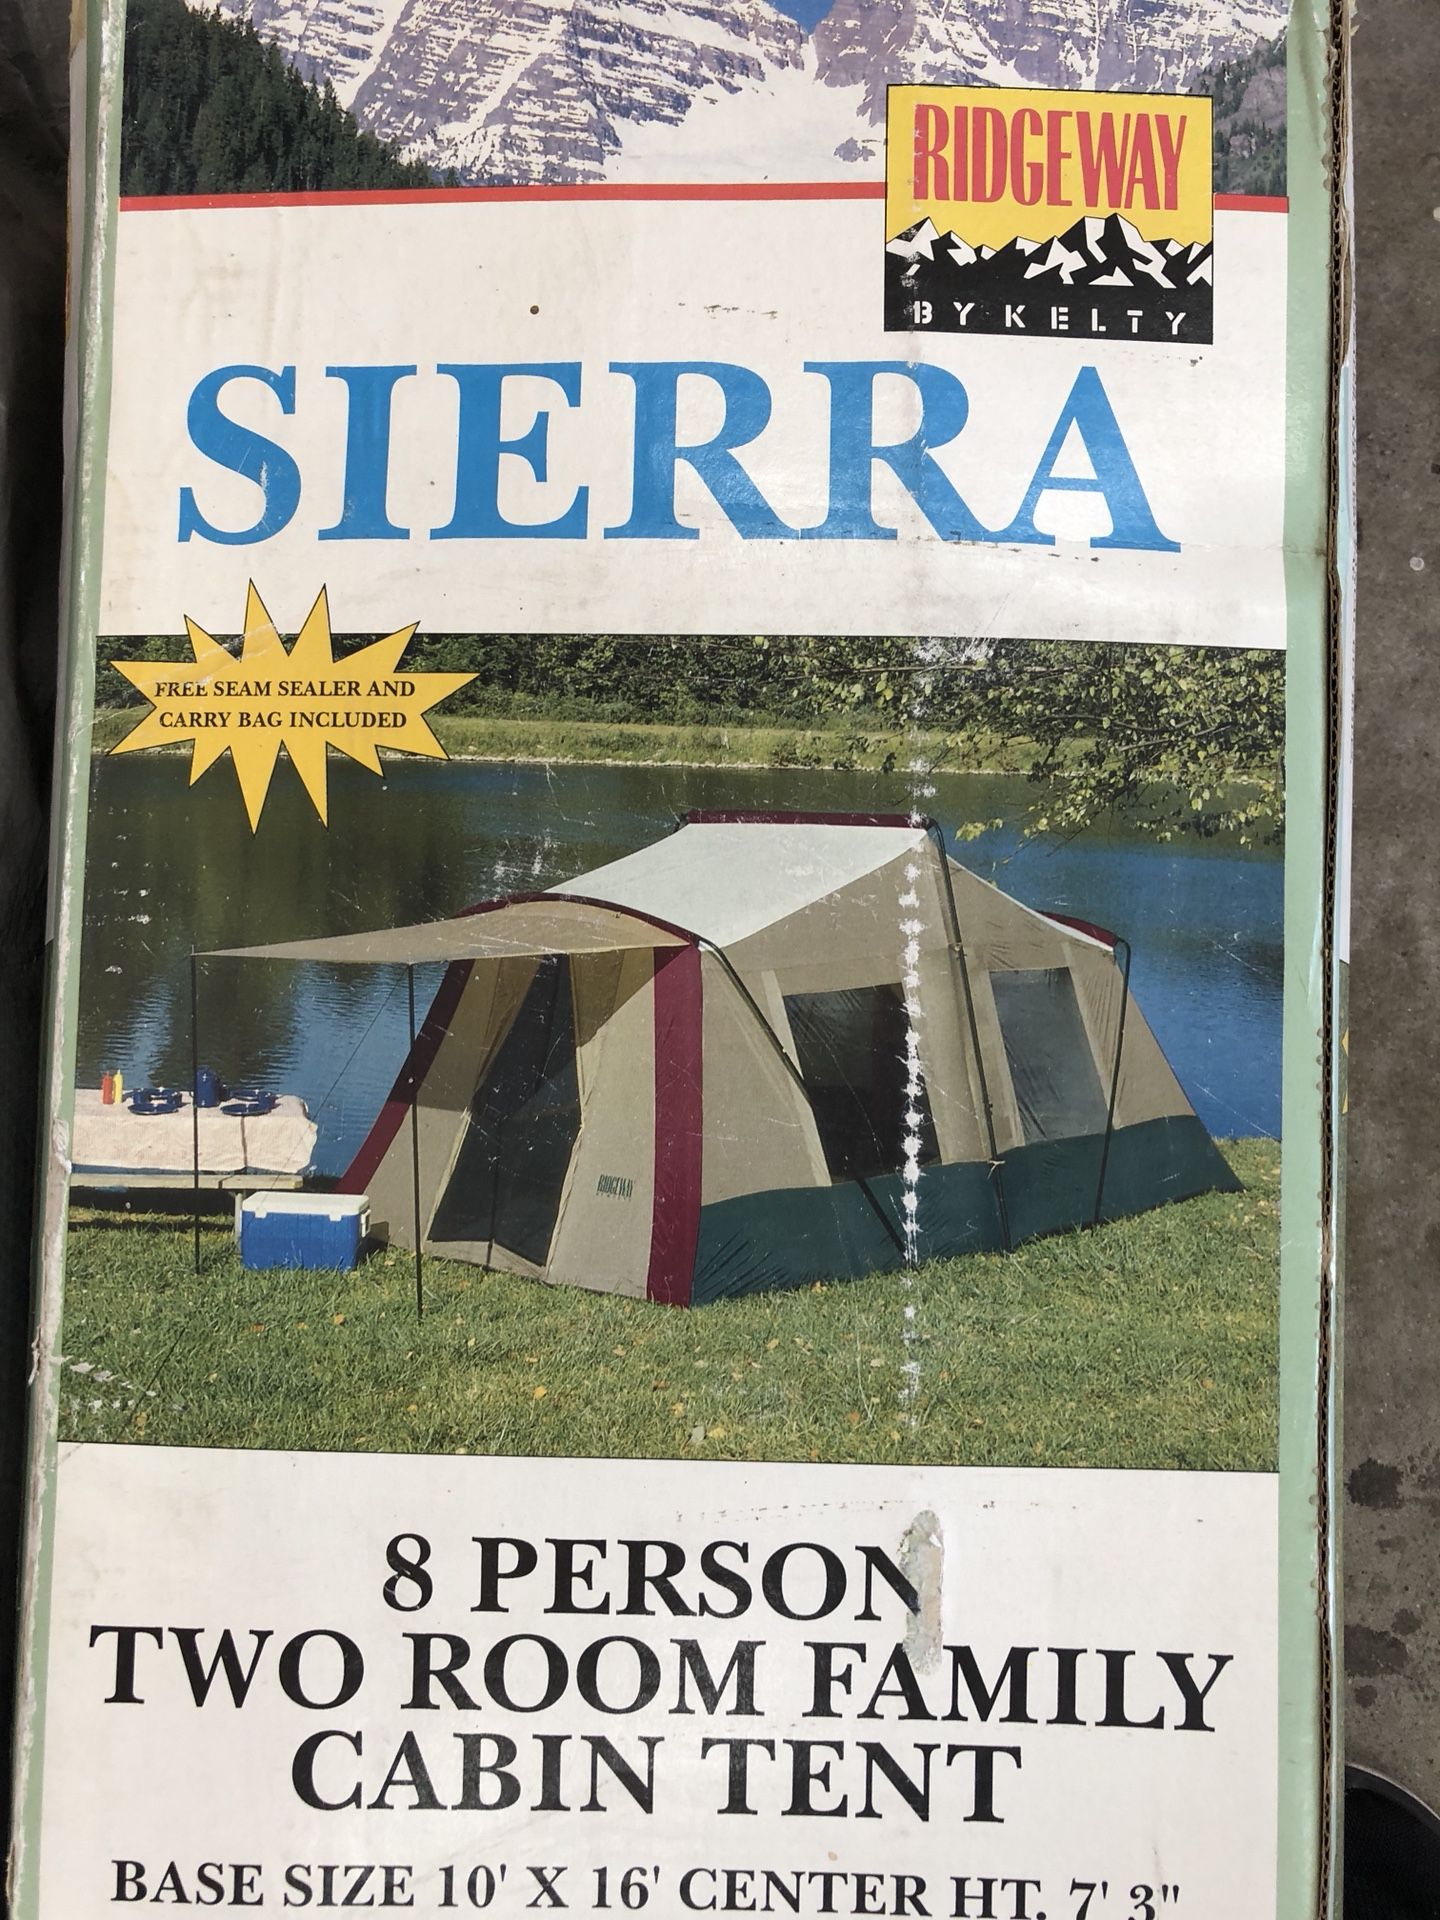 RIDGEWAY
BY KELTY
SIERRA
FREE SEAM SEALER AND
CARRY BAG INCLUDED
RIDGEWAY
8 PERSON
TWO ROOM FAMILY
CABIN TENT
BASE SIZE 10' X 16' CENTER HT. 7' 3"